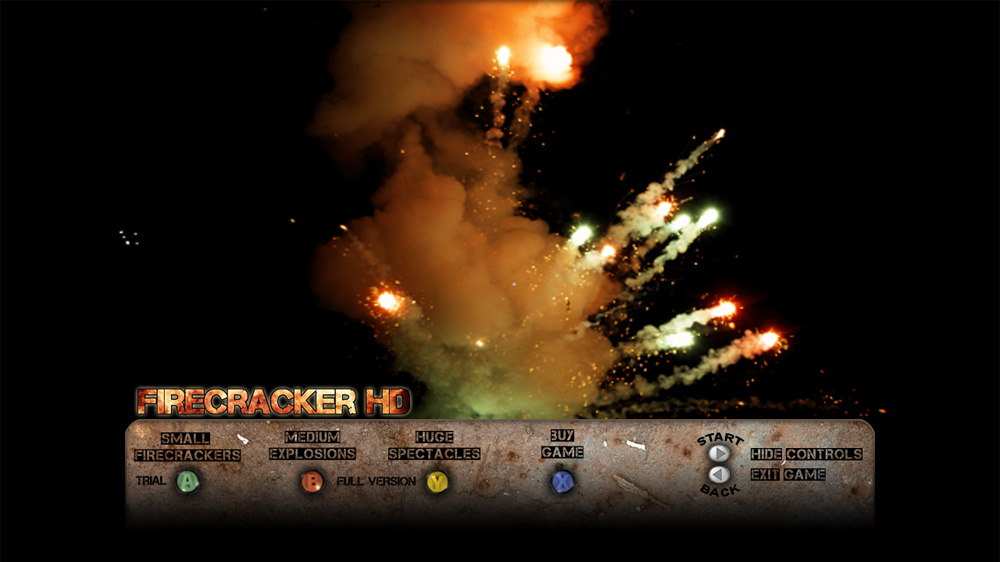 FIRECRACKER HD
SMALL
FIRECRACKERS
TRIAL A
MEDIUM
EXPLOSIONS
B FULL VERSION
HUGE
SPECTACLES
Y
BUY
GAME
X
START
HIDE CONTROLS
EXIT GAME
BACK